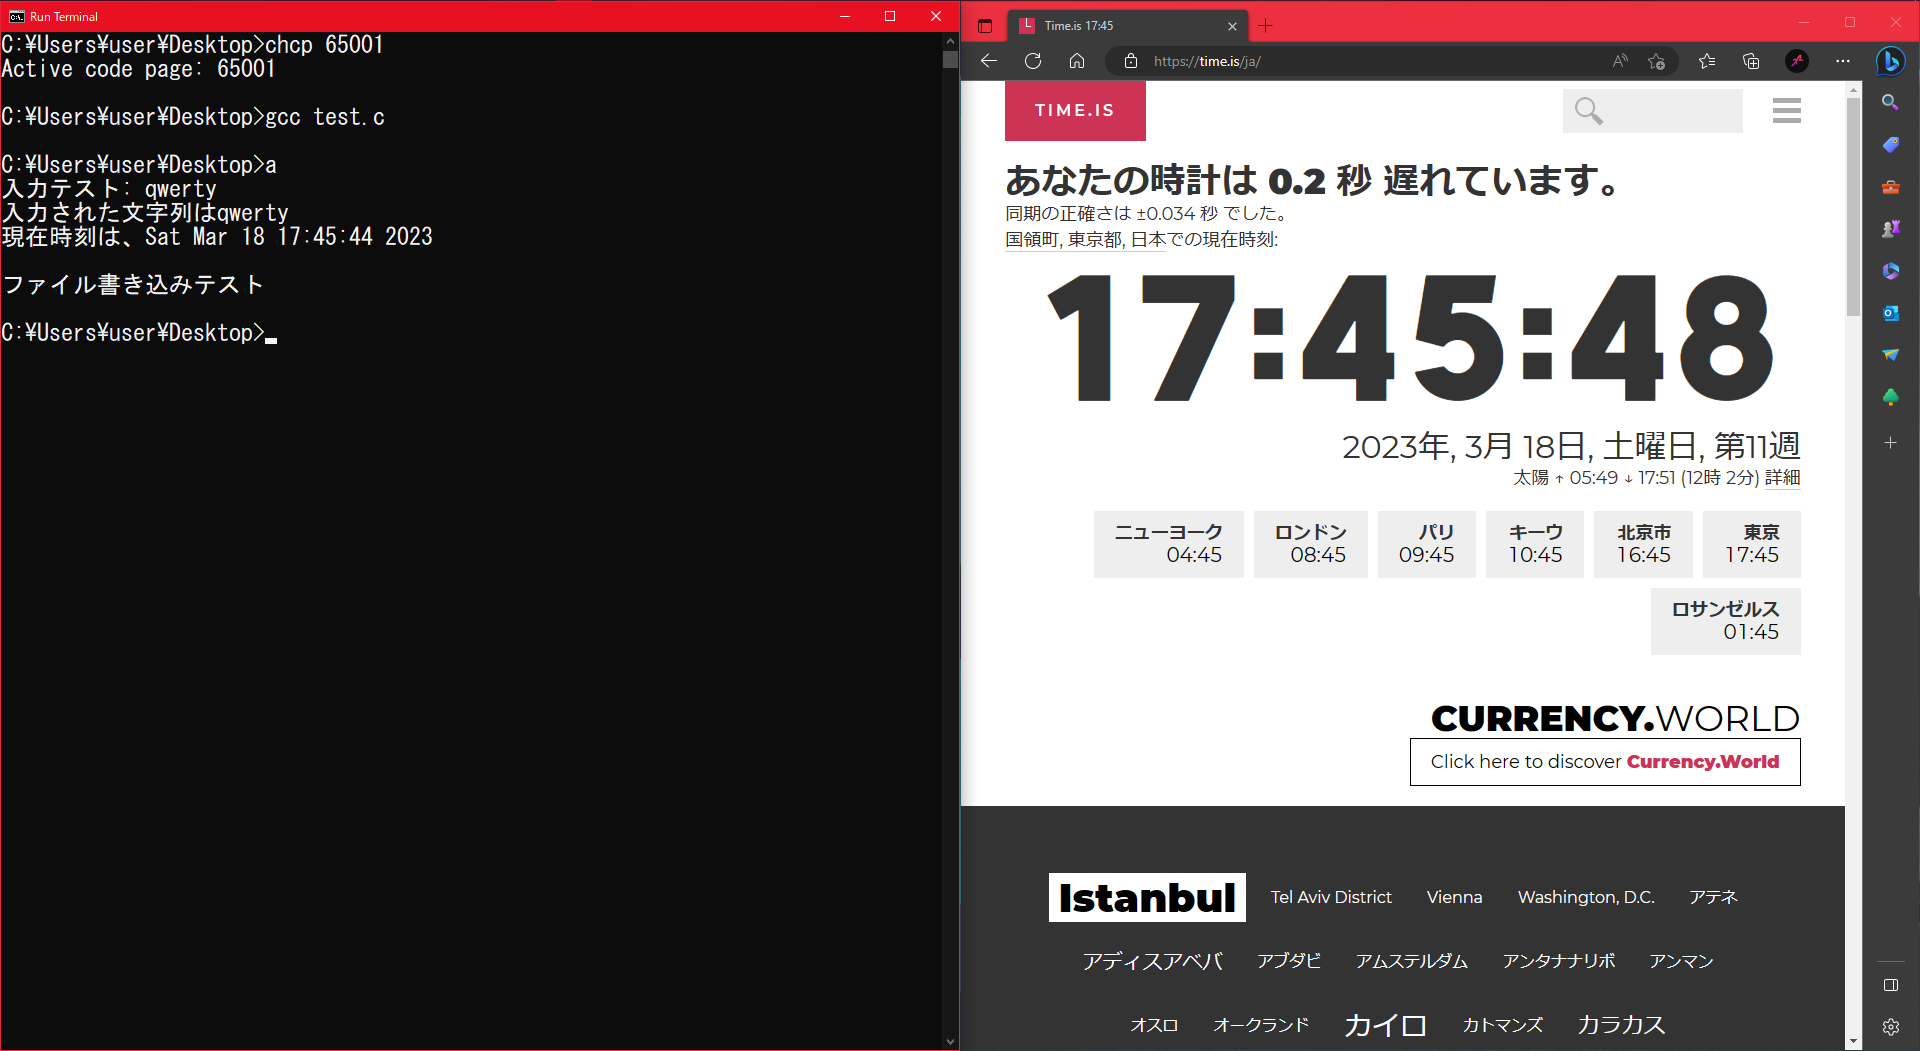 Run Terminal
C:¥Users¥user¥Desktop>chcp 65001
Active code page: 65001
C:¥Users¥user¥Desktop>gcc test.c
C:¥Users¥user¥Desktop>a
入力テスト: qwerty
入力された文字列はqwerty
現在時刻は、Sat Mar 18 17:45:44 2023
ファイル書き込みテスト
C:¥Users¥user¥Desktop>
Time.is 17:45
https://time.is/ja/
TIME.IS
あなたの時計は 0.2 秒 遅れています。
同期の正確さは ±0.034 秒 でした。
国領町, 東京都, 日本での現在時刻:
17:45:48
2023年, 3月 18日, 土曜日, 第11週
太陽 ↑ 05:49 ↓ 17:51 (12時 2分) 詳細
ニューヨーク ロンドン パリ キーウ 北京市 東京
04:45 08:45 09:45 10:45 16:45 17:45
ロサンゼルス
01:45
CURRENCY.WORLD
Click here to discover Currency.World
Istanbul Tel Aviv District Vienna Washington, D.C. アテネ
アディスアベバ アブダビ アムステルダム アンタナナリボ アンマン
オスロ オークランド カイロ カトマンズ カラカス